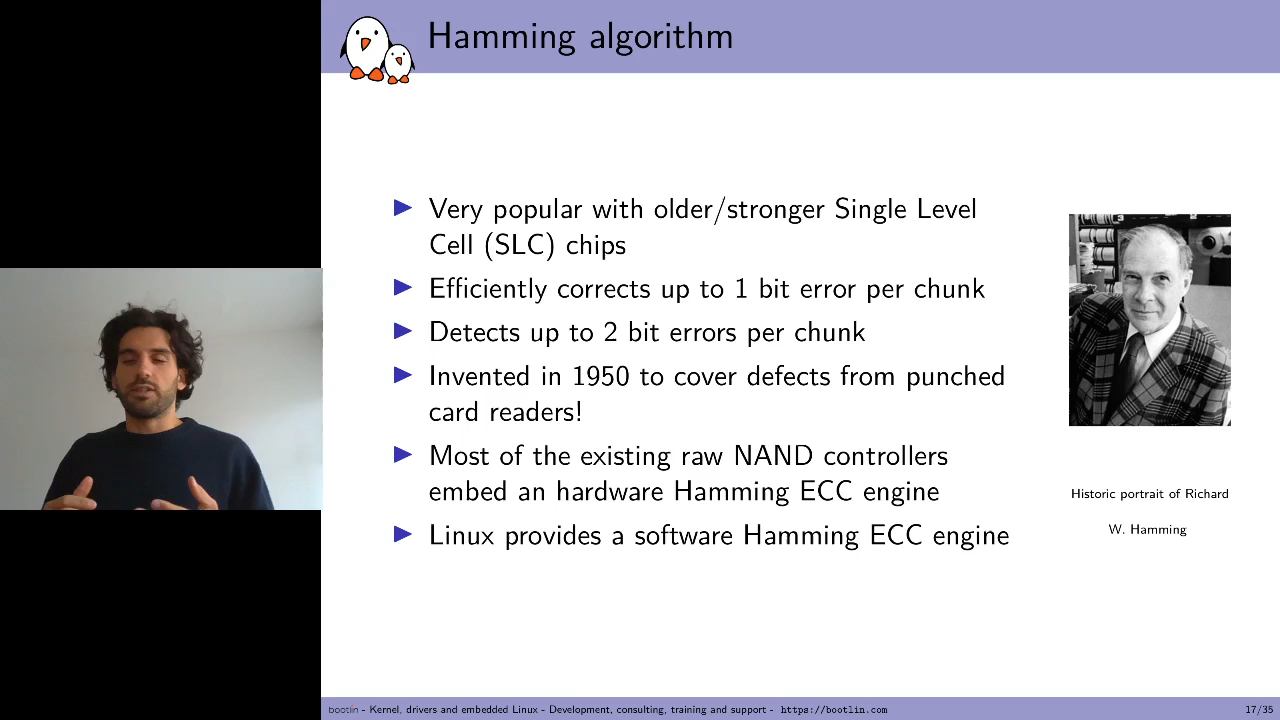 Hamming algorithm
Very popular with older/stronger Single Level
Cell (SLC) chips
Efficiently corrects up to 1 bit error per chunk
Detects up to 2 bit errors per chunk
Invented in 1950 to cover defects from punched
card readers!
Most of the existing raw NAND controllers
embed an hardware Hamming ECC engine
Linux provides a software Hamming ECC engine
Historic portrait of Richard
W. Hamming
bootlin - Kernel, drivers and embedded Linux - Development, consulting, training and support - https://bootlin.com
17/35